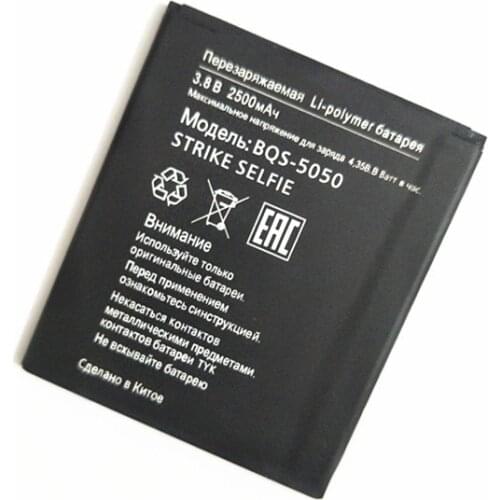 Перезаряжаемая LI-polymer батарея
3.8 В 2500мАч
Максимальное напряжение для заряда 4,35В.В Ватт в час.
Модель:BQS-5050
STRIKE SELFIE
EAC
Внимание
Используйте только
оригинальные батареи.
Перед применением
ознакомьтесь синструкцией.
Некасаться контактов
металлическими предметами.
контактов батареи TYK
Не вскывайте батарею
Сделано в Китое